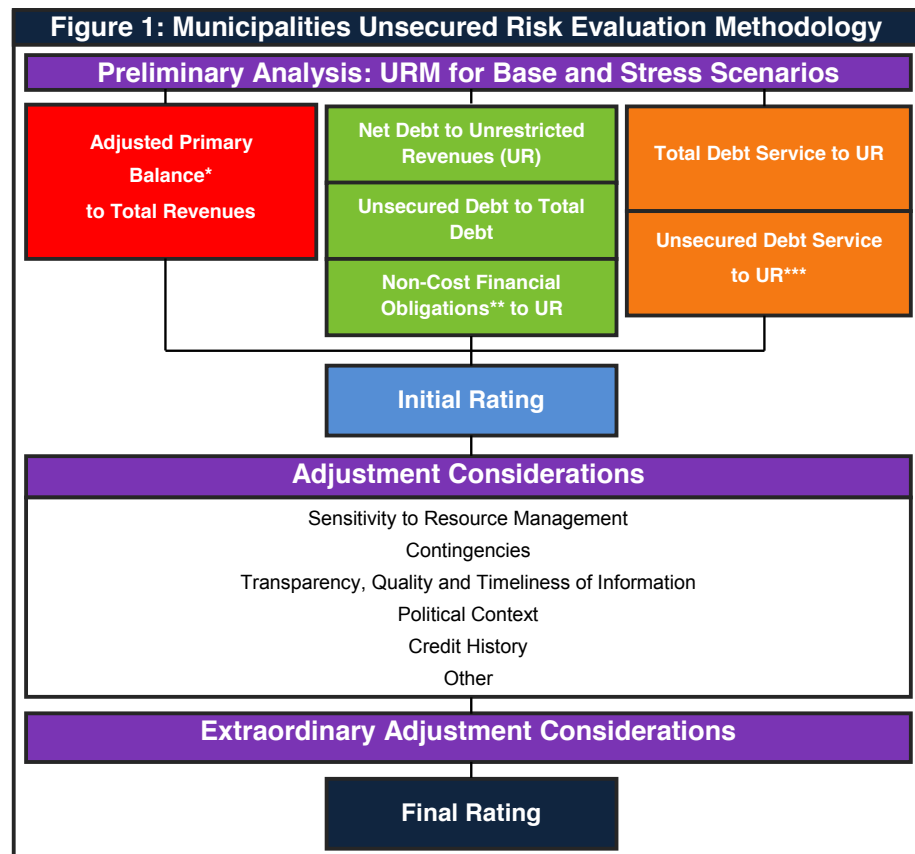 Figure 1: Municipalities Unsecured Risk Evaluation Methodology
Preliminary Analysis: URM for Base and Stress Scenarios
Adjusted Primary
Balance*
to Total Revenues
Net Debt to Unrestricted
Revenues (UR)
Unsecured Debt to Total
Debt
Non-Cost Financial
Obligations** to UR
Total Debt Service to UR
Unsecured Debt Service
to UR***
Initial Rating
Adjustment Considerations
Sensitivity to Resource Management
Contingencies
Transparency, Quality and Timeliness of Information
Political Context
Credit History
Other
Extraordinary Adjustment Considerations
Final Rating